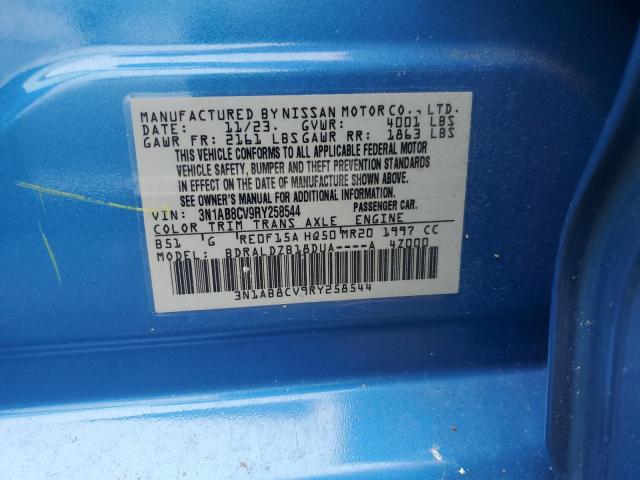 MANUFACTURED BY NISSAN MOTOR CO., LTD.
DATE: 11/23 GVWR: 4001 LBS
GAWR FR: 2161 LBS GAWR RR: 1863 LBS
THIS VEHICLE CONFORMS TO ALL APPLICABLE FEDERAL MOTOR
VEHICLE SAFETY, BUMPER AND THEFT PREVENTION STANDARDS
IN EFFECT ON THE DATE OF MANUFACTURE SHOWN ABOVE.
SEE OWNER'S MANUAL FOR ADDITIONAL INFORMATION.
VIN: 3N1AB8CV9RY258544 PASSENGER CAR.
COLOR TRIM TRANS AXLE ENGINE
B51 G RE0F15A HQ50 MR20 1997 CC
MODEL: BDRALDZB18DUA-----A 4Z000
3N1AB8CV9RY258544